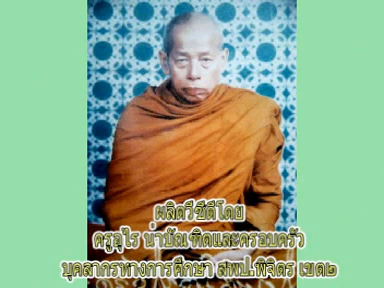 ผลิตวีซีดีโดย
ครูอุไร น่าบัณฑิตและครอบครัว
บุคลากรทางการศึกษา สพป.พิจิตร เขต๒